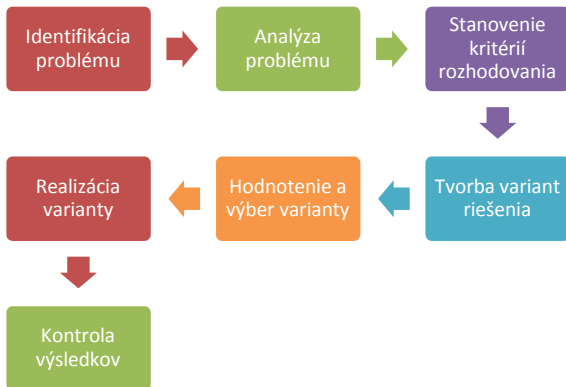 Identifikácia
problému
Analýza
problému
Stanovenie
kritérií
rozhodovania
Tvorba variant
riešenia
Hodnotenie a
výber varianty
Realizácia
varianty
Kontrola
výsledkov